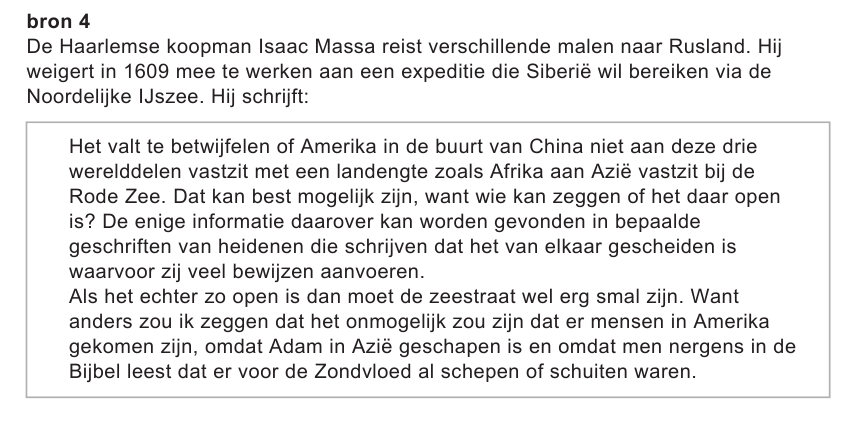 bron 4
De Haarlemse koopman Isaac Massa reist verschillende malen naar Rusland. Hij
weigert in 1609 mee te werken aan een expeditie die Siberië wil bereiken via de
Noordelijke IJszee. Hij schrijft:
Het valt te betwijfelen of Amerika in de buurt van China niet aan deze drie
werelddelen vastzit met een landengte zoals Afrika aan Azië vastzit bij de
Rode Zee. Dat kan best mogelijk zijn, want wie kan zeggen of het daar open
is? De enige informatie daarover kan worden gevonden in bepaalde
geschriften van heidenen die schrijven dat het van elkaar gescheiden is
waarvoor zij veel bewijzen aanvoeren.
Als het echter zo open is dan moet de zeestraat wel erg smal zijn. Want
anders zou ik zeggen dat het onmogelijk zou zijn dat er mensen in Amerika
gekomen zijn, omdat Adam in Azië geschapen is en omdat men nergens in de
Bijbel leest dat er voor de Zondvloed al schepen of schuiten waren.